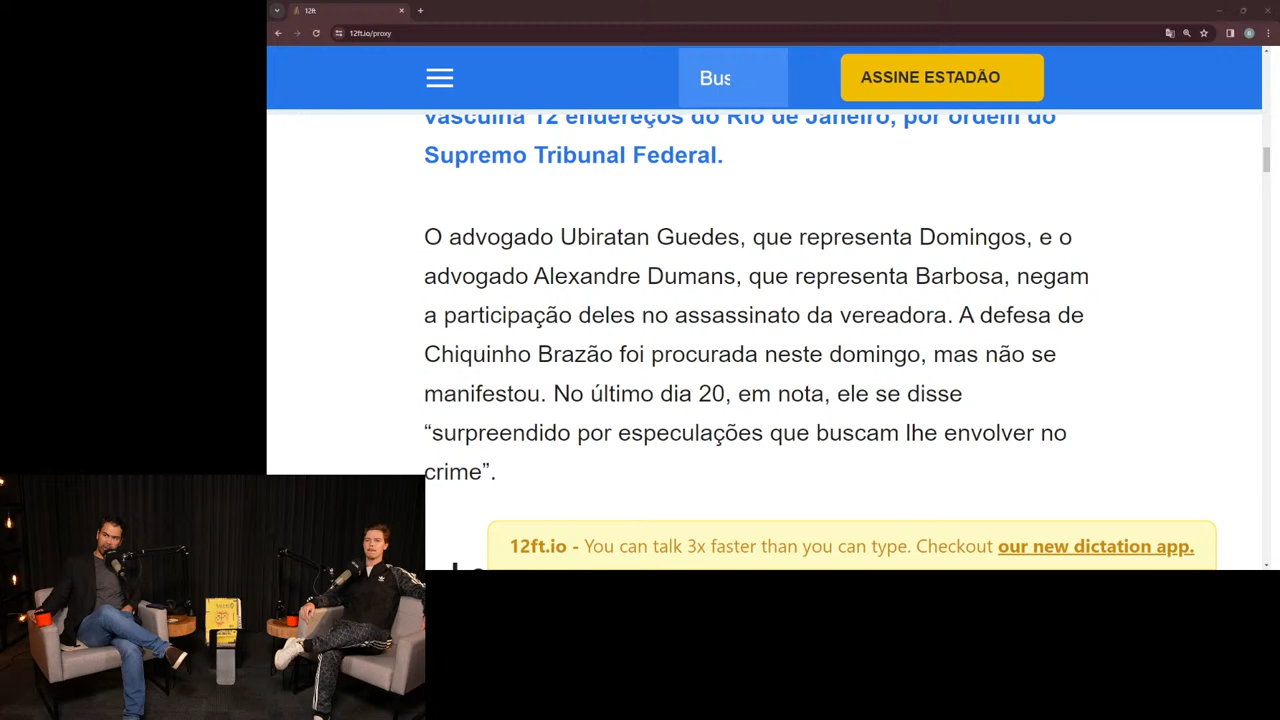 12ft
12ft.io/proxy
Bus
ASSINE ESTADÃO
vasculha 12 endereços do Rio de Janeiro, por ordem do
Supremo Tribunal Federal.
O advogado Ubiratan Guedes, que representa Domingos, e o
advogado Alexandre Dumans, que representa Barbosa, negam
a participação deles no assassinato da vereadora. A defesa de
Chiquinho Brazão foi procurada neste domingo, mas não se
manifestou. No último dia 20, em nota, ele se disse
“surpreendido por especulações que buscam lhe envolver no
crime”.
12ft.io - You can talk 3x faster than you can type. Checkout our new dictation app.